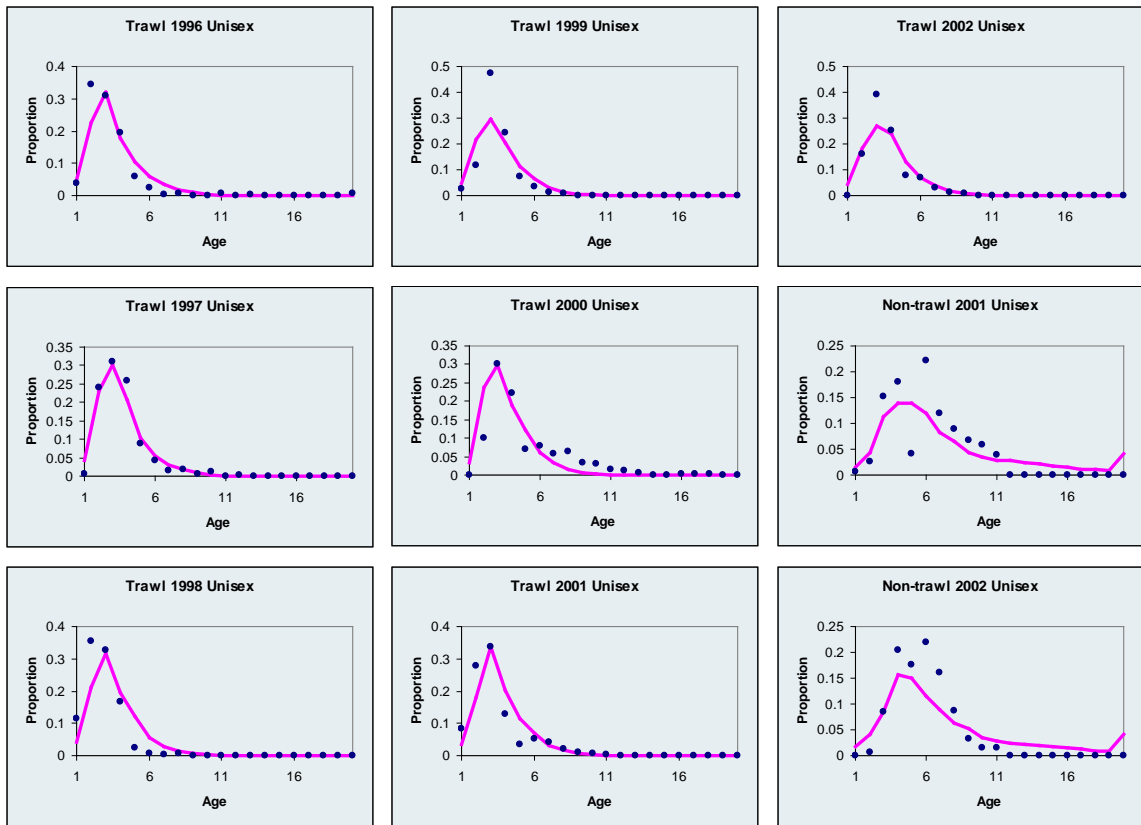 Trawl 1996 Unisex
Proportion
0.4
0.3
0.2
0.1
0
1 6 11 16
Age
Trawl 1999 Unisex
Proportion
0.5
0.4
0.3
0.2
0.1
0
1 6 11 16
Age
Trawl 2002 Unisex
Proportion
0.5
0.4
0.3
0.2
0.1
0
1 6 11 16
Age
Trawl 1997 Unisex
Proportion
0.35
0.3
0.25
0.2
0.15
0.1
0.05
0
1 6 11 16
Age
Trawl 2000 Unisex
Proportion
0.35
0.3
0.25
0.2
0.15
0.1
0.05
0
1 6 11 16
Age
Non-trawl 2001 Unisex
Proportion
0.25
0.2
0.15
0.1
0.05
0
1 6 11 16
Age
Trawl 1998 Unisex
Proportion
0.4
0.3
0.2
0.1
0
1 6 11 16
Age
Trawl 2001 Unisex
Proportion
0.4
0.3
0.2
0.1
0
1 6 11 16
Age
Non-trawl 2002 Unisex
Proportion
0.25
0.2
0.15
0.1
0.05
0
1 6 11 16
Age